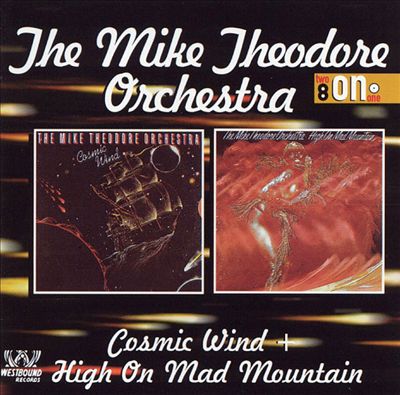 The Mike Theodore
Orchestra
two
8 on
one
THE MIKE THEODORE ORCHESTRA
Cosmic
Wind
The Mike Theodore Orchestra High On Mad Mountain
Cosmic Wind +
High On Mad Mountain
WESTBOUND
RECORDS